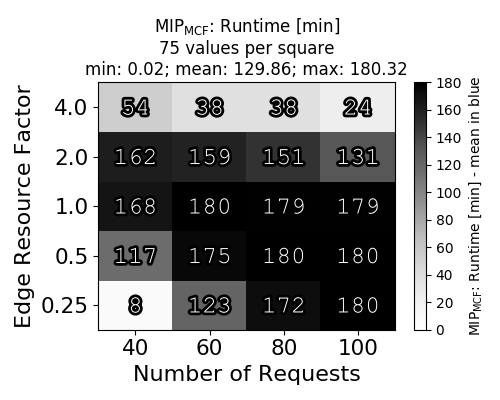 MIP_MCF: Runtime [min]
75 values per square
min: 0.02; mean: 129.86; max: 180.32
Edge Resource Factor
4.0 54 38 38 24
2.0 162 159 151 131
1.0 168 180 179 179
0.5 117 175 180 180
0.25 8 123 172 180
40 60 80 100
Number of Requests
180
160
140
120
100
80
60
40
20
0
MIP_MCF: Runtime [min] - mean in blue